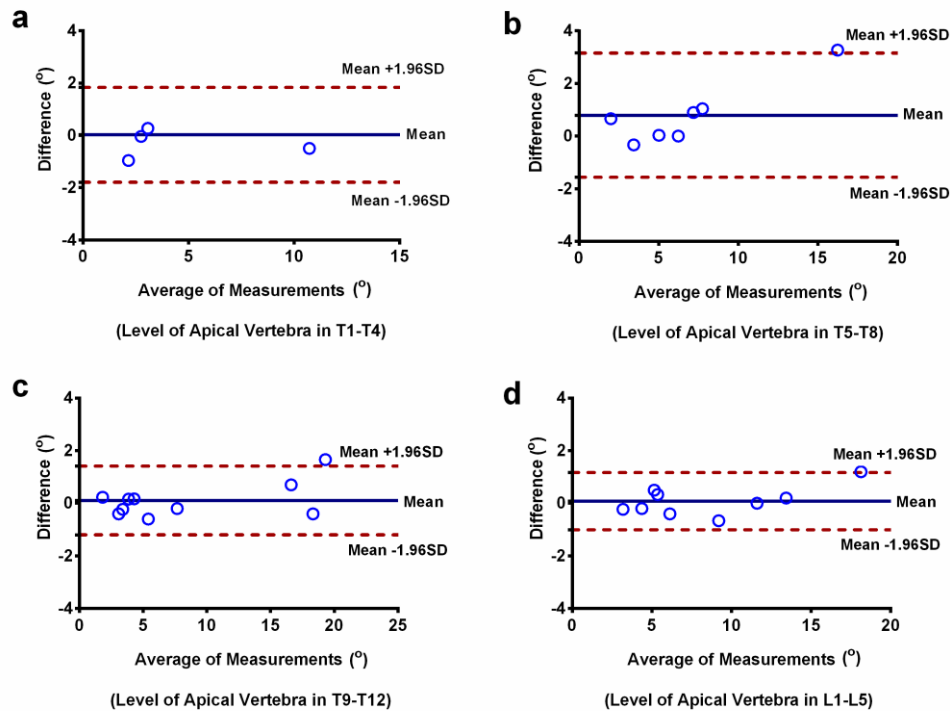 a
4
2
0
-2
-4
Difference (°)
Mean +1.96SD
Mean
Mean -1.96SD
0 5 10 15
Average of Measurements (°)
(Level of Apical Vertebra in T1-T4)
b
4
2
0
-2
-4
Difference (°)
Mean +1.96SD
Mean
Mean -1.96SD
0 5 10 15 20
Average of Measurements (°)
(Level of Apical Vertebra in T5-T8)
c
4
2
0
-2
-4
Difference (°)
Mean +1.96SD
Mean
Mean -1.96SD
0 5 10 15 20 25
Average of Measurements (°)
(Level of Apical Vertebra in T9-T12)
d
4
2
0
-2
-4
Difference (°)
Mean +1.96SD
Mean
Mean -1.96SD
0 5 10 15 20
Average of Measurements (°)
(Level of Apical Vertebra in L1-L5)